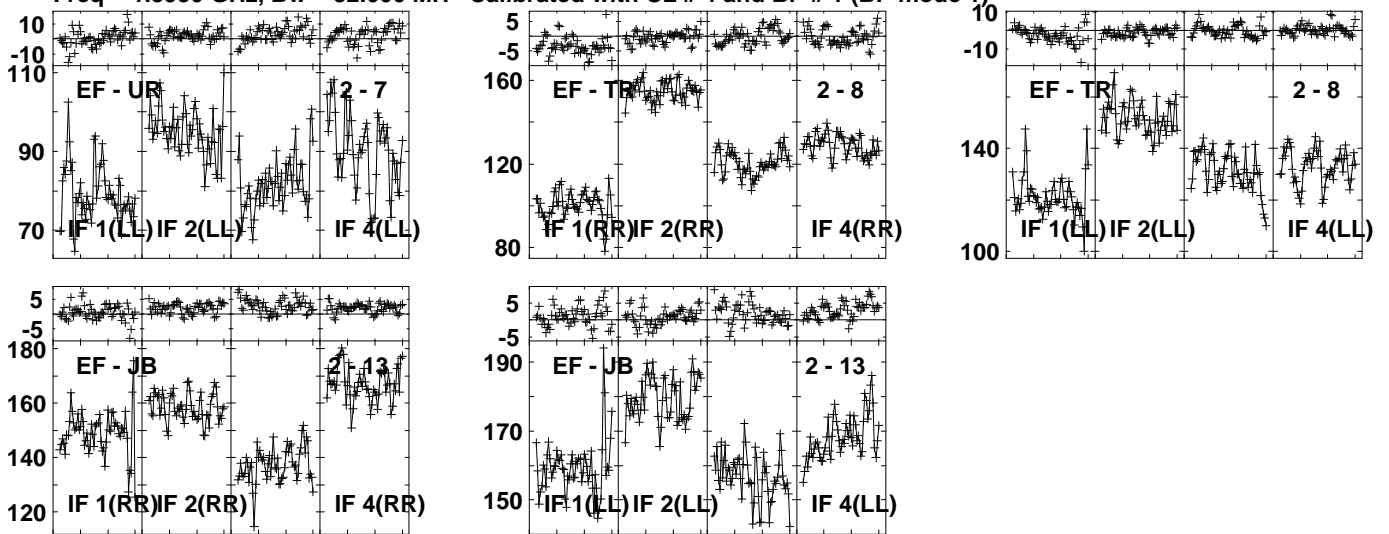 10
-10
110
90
70
EF - UR
2 - 7
IF 1(LL)
IF 2(LL)
IF 4(LL)
5
-5
160
120
80
EF - TR
2 - 8
IF 1(RR)
IF 2(RR)
IF 4(RR)
10
-10
140
100
EF - TR
2 - 8
IF 1(LL)
IF 2(LL)
IF 4(LL)
5
-5
180
160
140
120
EF - JB
2 - 13
IF 1(RR)
IF 2(RR)
IF 4(RR)
5
-5
190
170
150
EF - JB
2 - 13
IF 1(LL)
IF 2(LL)
IF 4(LL)